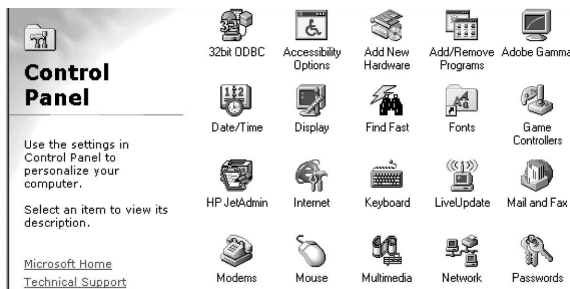 Control
Panel
Use the settings in
Control Panel to
personalize your
computer.
Select an item to view its
description.
Microsoft Home
Technical Support
32bit ODBC
Accessibility
Options
Add New
Hardware
Add/Remove
Programs
Adobe Gamma
Date/Time
Display
Find Fast
Fonts
Game
Controllers
HP JetAdmin
Internet
Keyboard
LiveUpdate
Mail and Fax
Modems
Mouse
Multimedia
Network
Passwords